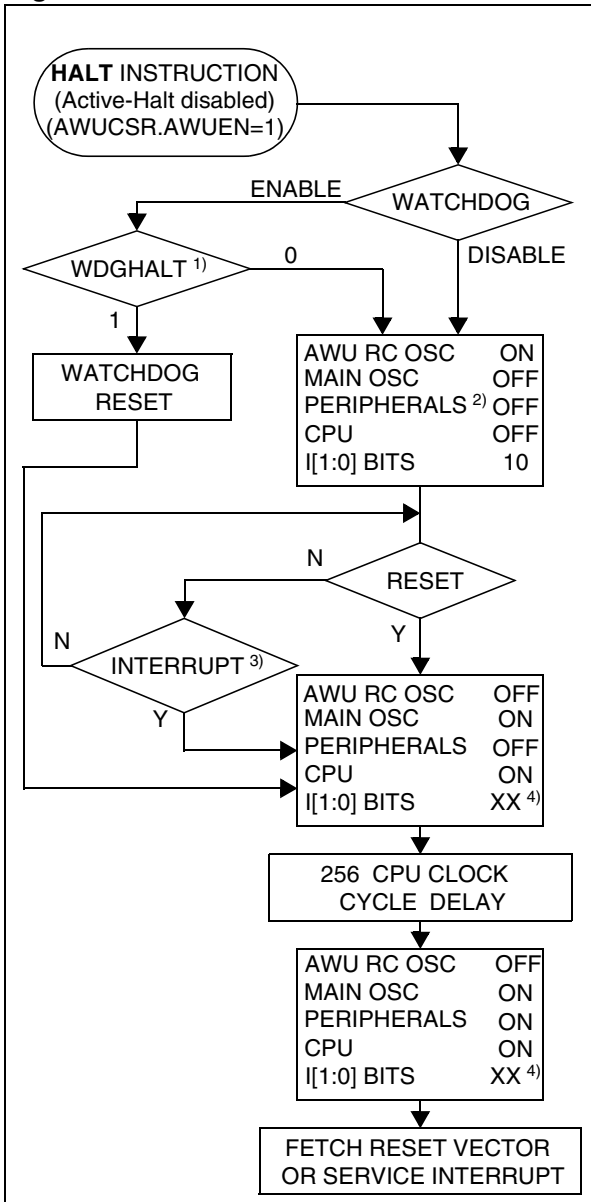 HALT INSTRUCTION
(Active-Halt disabled)
(AWUCSR.AWUEN=1)
ENABLE
WATCHDOG
WDGHALT 1)
0
DISABLE
1
WATCHDOG
RESET
AWU RC OSC ON
MAIN OSC OFF
PERIPHERALS 2) OFF
CPU OFF
I[1:0] BITS 10
N
RESET
N
Y
INTERRUPT 3)
Y
AWU RC OSC OFF
MAIN OSC ON
PERIPHERALS OFF
CPU ON
I[1:0] BITS XX 4)
256 CPU CLOCK
CYCLE DELAY
AWU RC OSC OFF
MAIN OSC ON
PERIPHERALS ON
CPU ON
I[1:0] BITS XX 4)
FETCH RESET VECTOR
OR SERVICE INTERRUPT